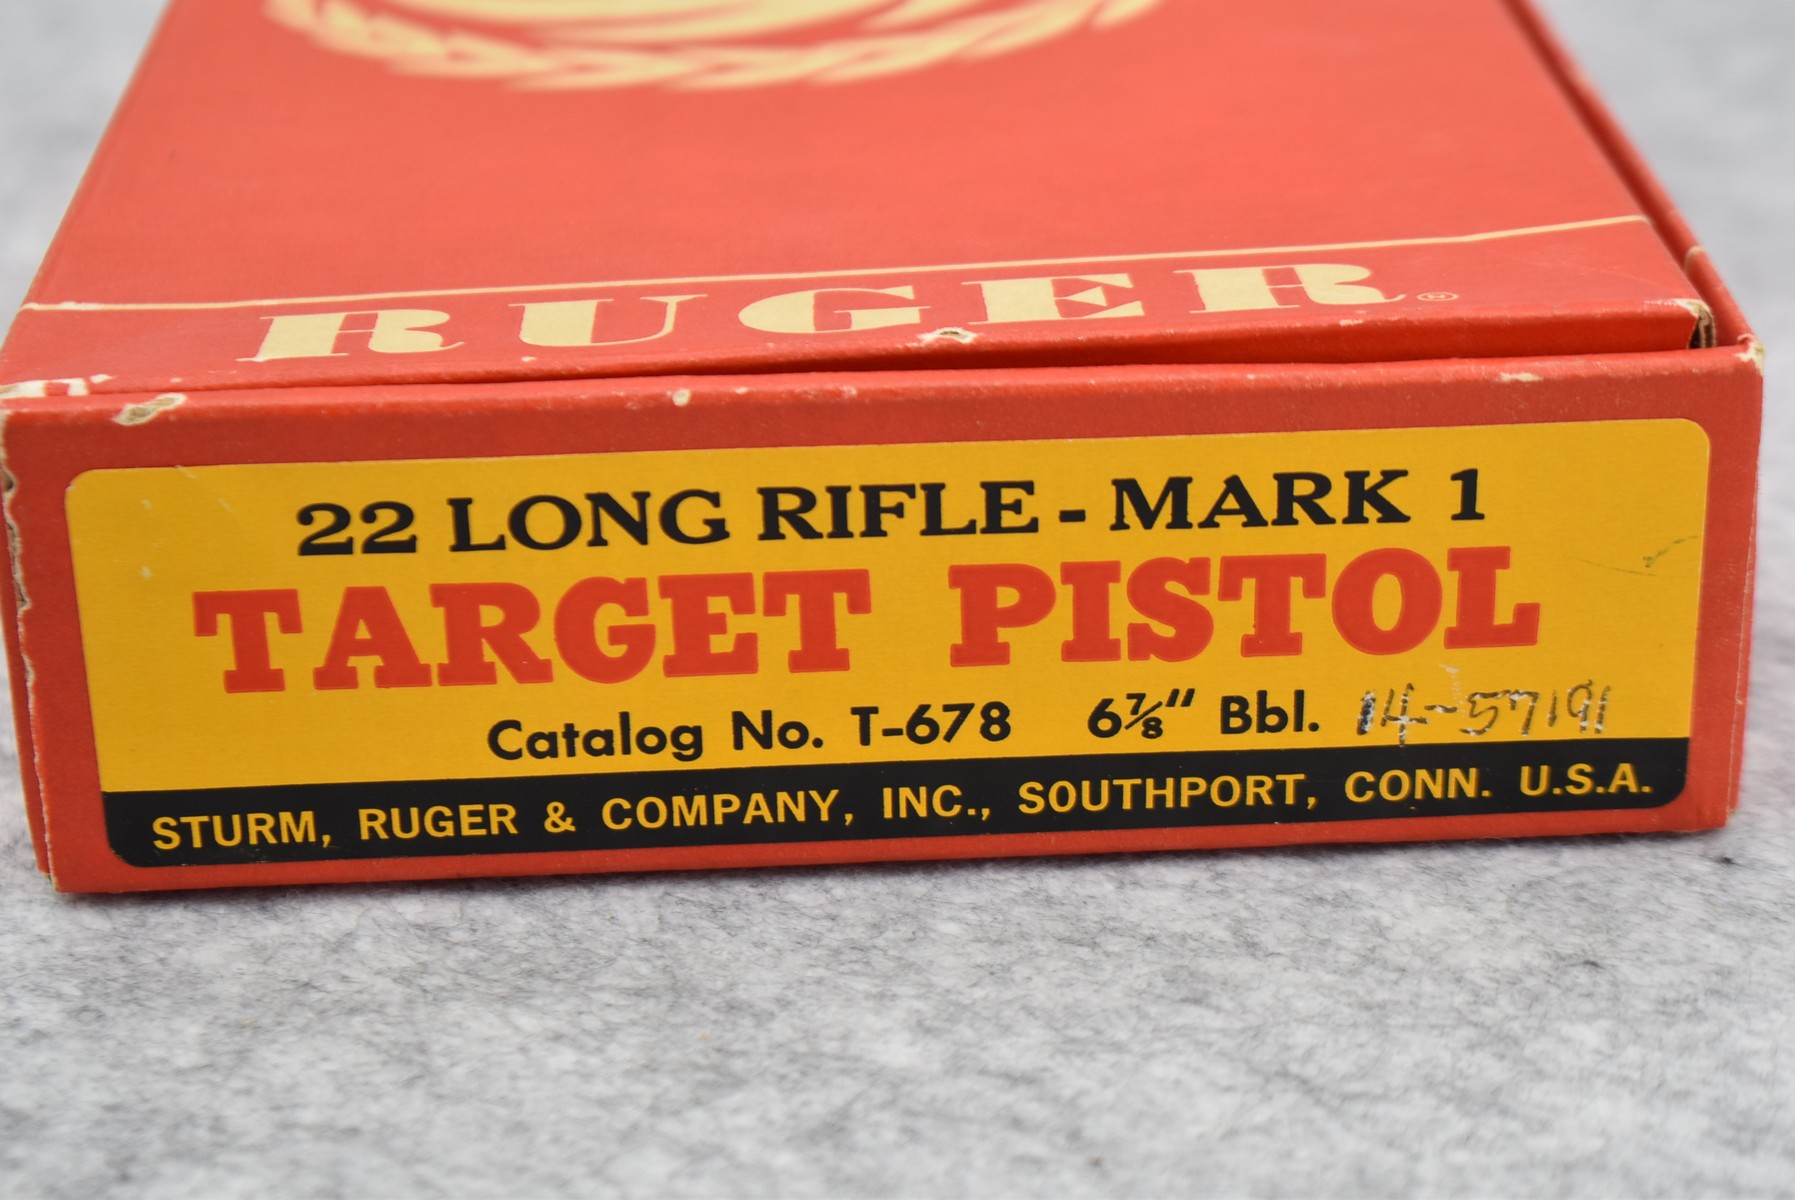 RUGER®
22 LONG RIFLE - MARK 1
TARGET PISTOL
Catalog No. T-678 6⅞" Bbl. 14-57191
STURM, RUGER & COMPANY, INC., SOUTHPORT, CONN. U.S.A.